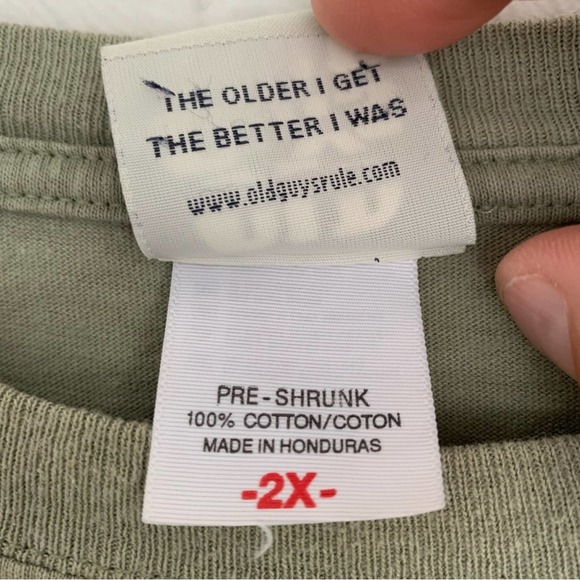 THE OLDER I GET
THE BETTER I WAS
www.oldguysrule.com
PRE-SHRUNK
100% COTTON/COTON
MADE IN HONDURAS
-2X-